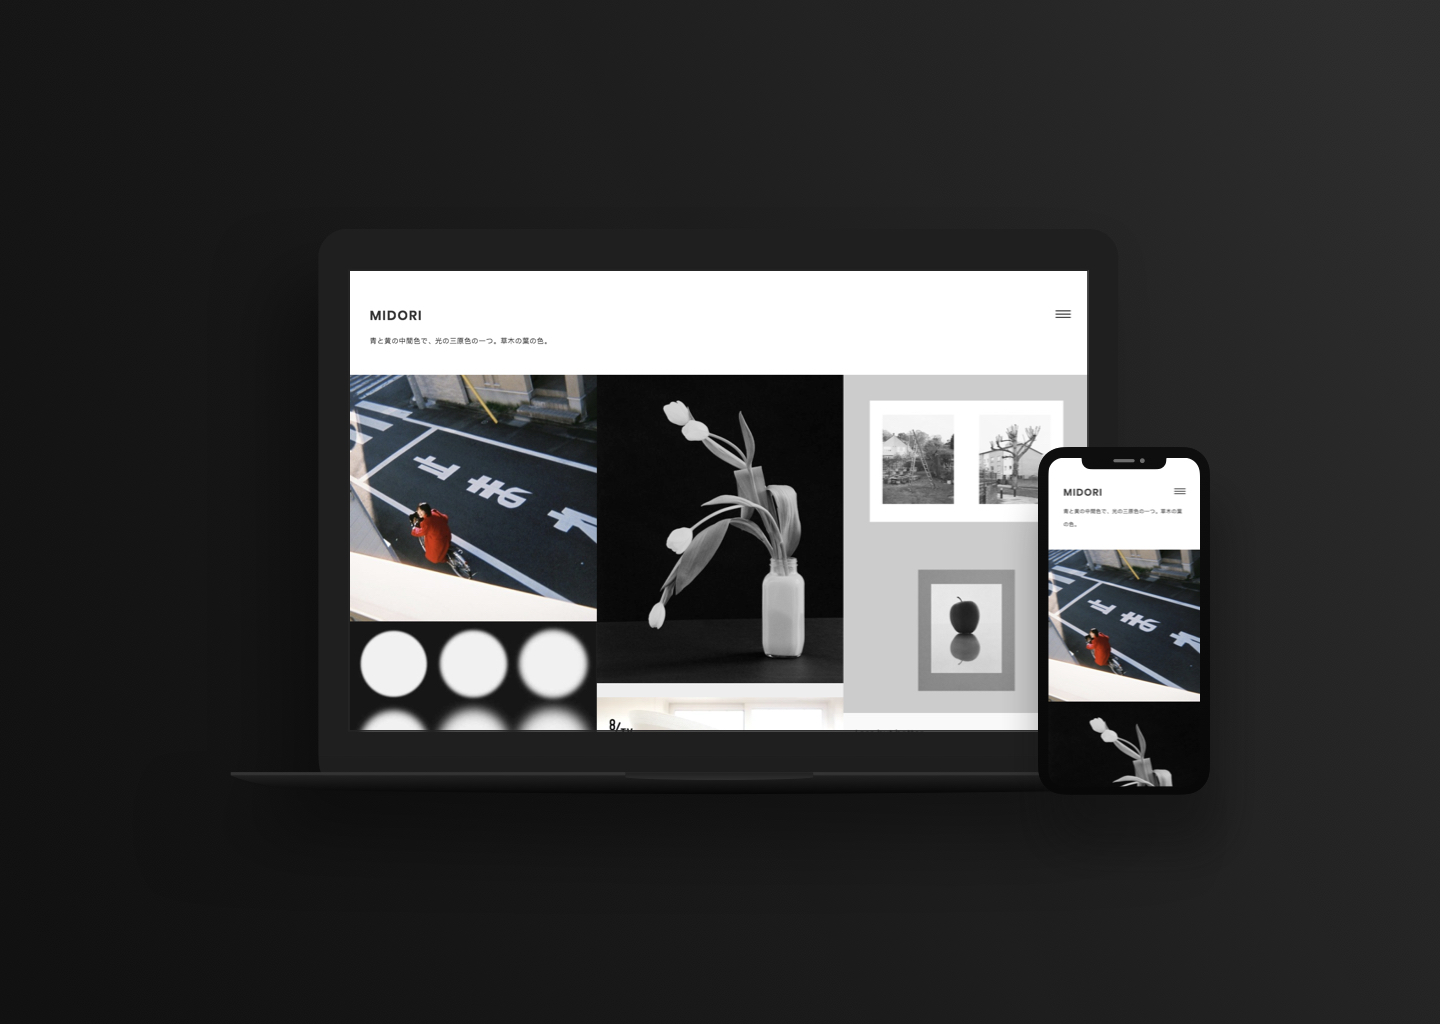 MIDORI
青と黄の中間色で、光の三原色の一つ。草木の葉の色。
MIDORI
青と黄の中間色で、光の三原色の一つ。草木の葉
の色。